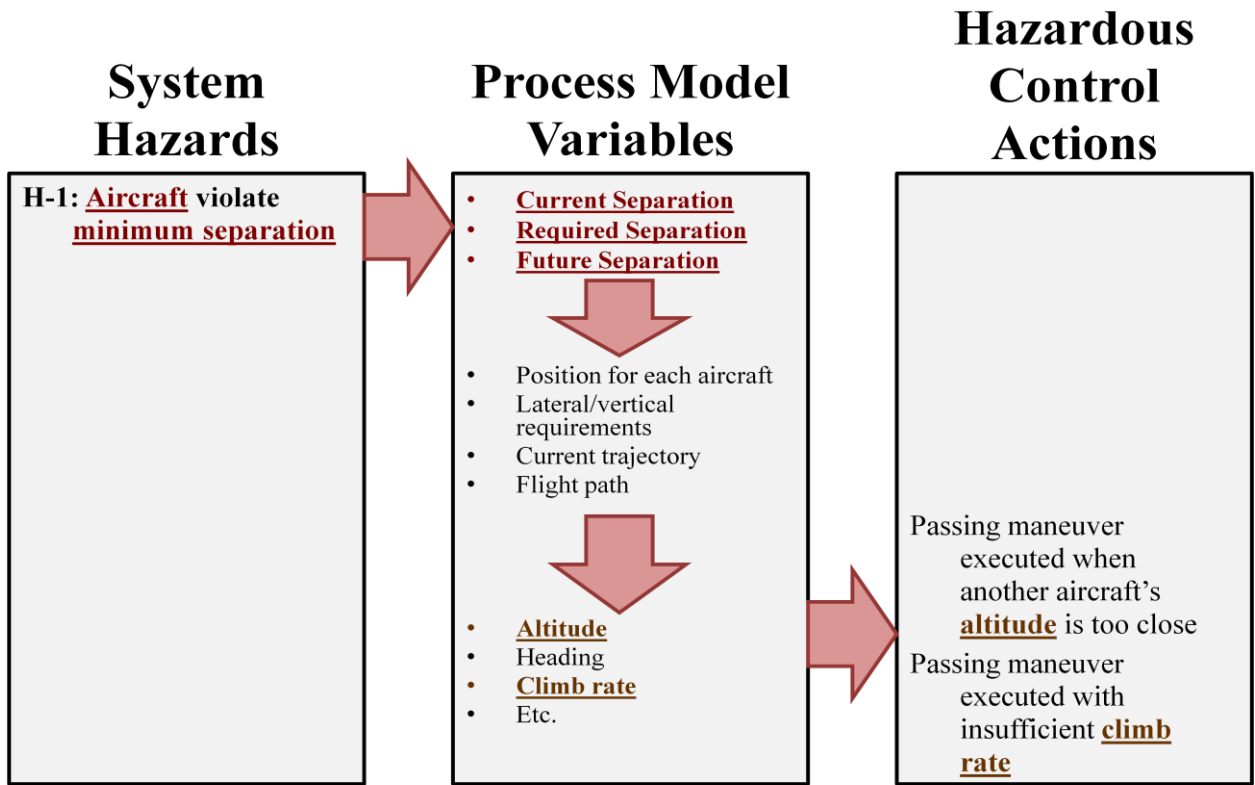 System
Hazards
H-1: Aircraft violate
minimum separation
Process Model
Variables
• Current Separation
• Required Separation
• Future Separation
• Position for each aircraft
• Lateral/vertical
requirements
• Current trajectory
• Flight path
• Altitude
• Heading
• Climb rate
• Etc.
Hazardous
Control
Actions
Passing maneuver
executed when
another aircraft’s
altitude is too close
Passing maneuver
executed with
insufficient climb
rate